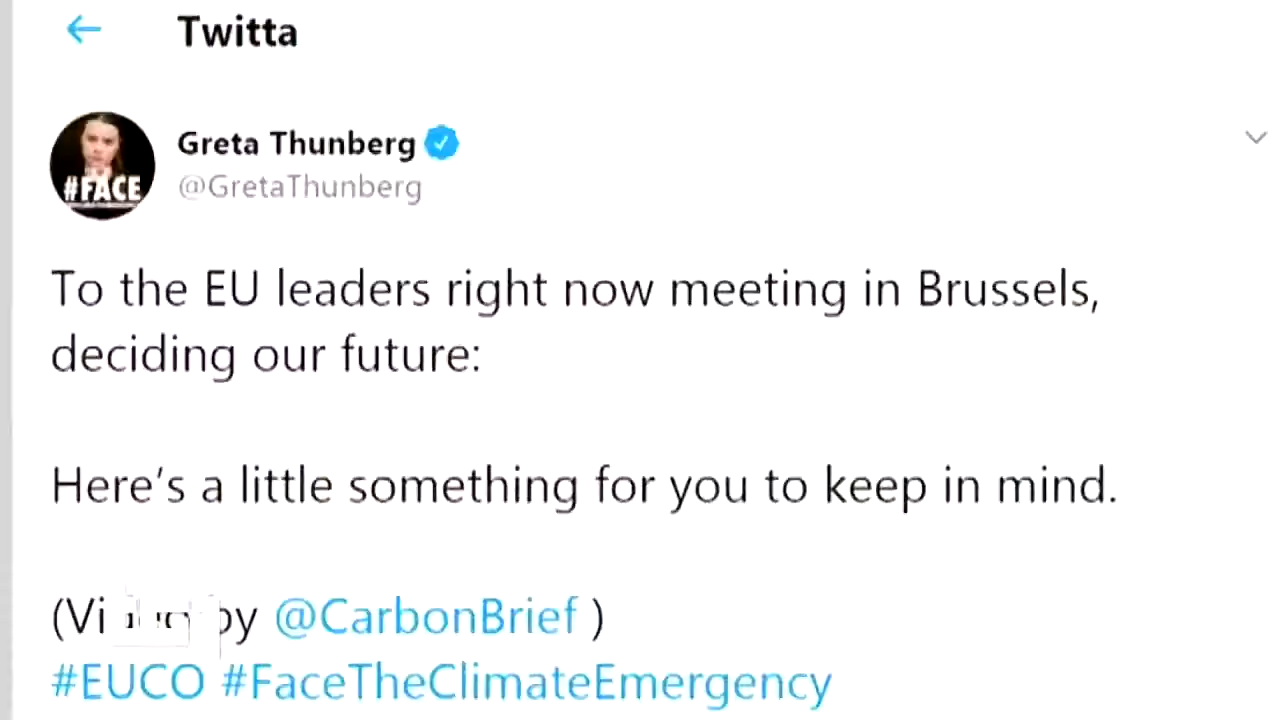 Twitta
Greta Thunberg
@GretaThunberg
#FACE
To the EU leaders right now meeting in Brussels,
deciding our future:
Here's a little something for you to keep in mind.
(Vi by @CarbonBrief )
#EUCO #FaceTheClimateEmergency